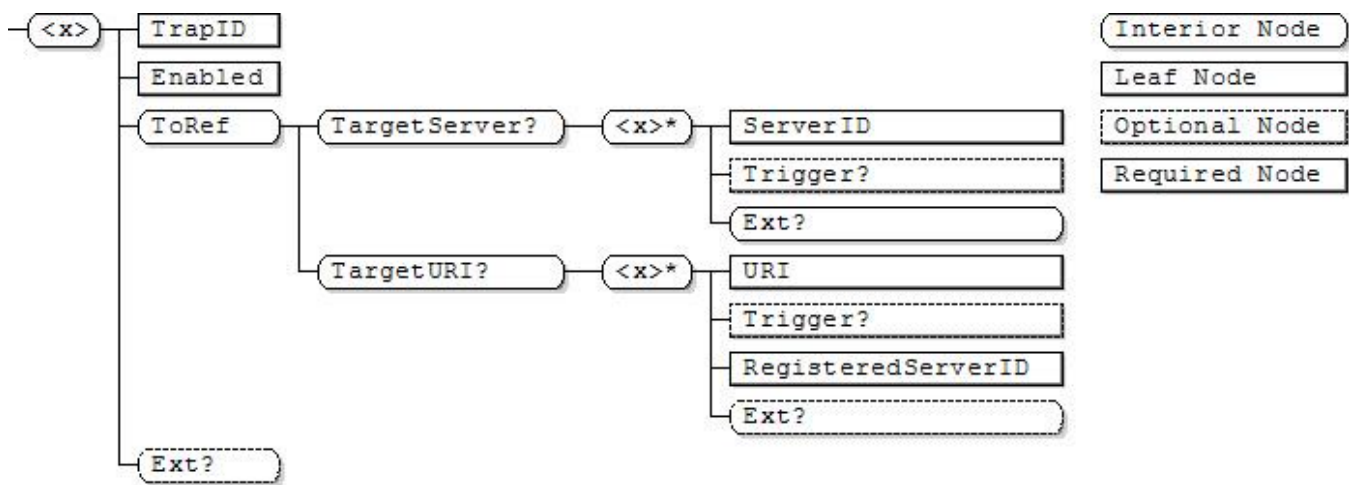 <x>
TrapID
Enabled
ToRef
TargetServer?
<x>*
ServerID
Trigger?
Ext?
TargetURI?
<x>*
URI
Trigger?
RegisteredServerID
Ext?
Ext?
Interior Node
Leaf Node
Optional Node
Required Node